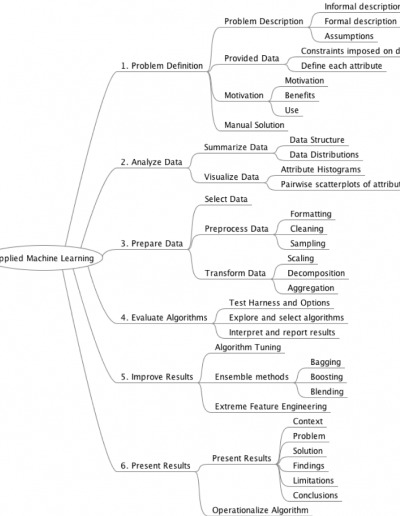 Informal description
Problem Description
Formal description
Assumptions
Constraints imposed on d
Provided Data
Define each attribute
1. Problem Definition
Motivation
Motivation
Benefits
Use
Manual Solution
Data Structure
Summarize Data
Data Distributions
2. Analyze Data
Attribute Histograms
Visualize Data
Pairwise scatterplots of attribut
Select Data
Formatting
Preprocess Data
Cleaning
Sampling
3. Prepare Data
Scaling
Transform Data
Decomposition
Aggregation
pplied Machine Learning
Test Harness and Options
4. Evaluate Algorithms
Explore and select algorithms
Interpret and report results
Algorithm Tuning
Bagging
5. Improve Results
Ensemble methods
Boosting
Blending
Extreme Feature Engineering
Context
Problem
Solution
6. Present Results
Present Results
Findings
Limitations
Conclusions
Operationalize Algorithm